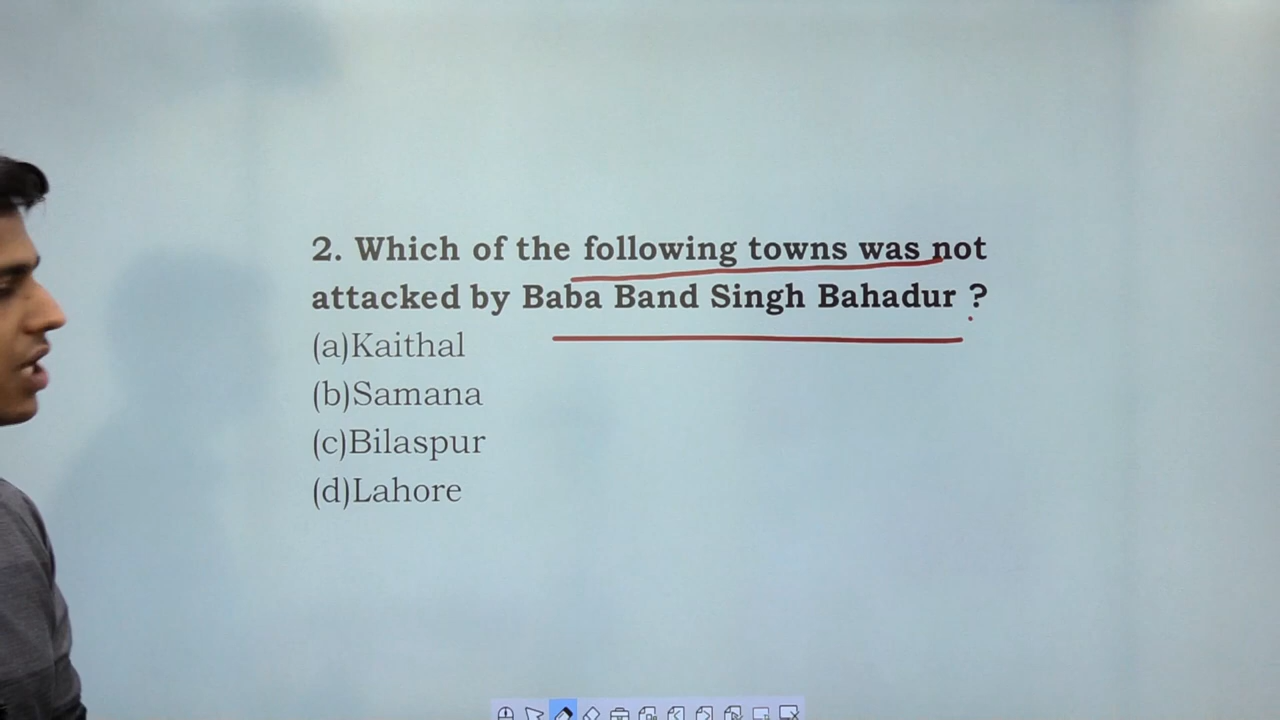 2. Which of the following towns was not
attacked by Baba Band Singh Bahadur ?
(a)Kaithal
(b)Samana
(c)Bilaspur
(d)Lahore